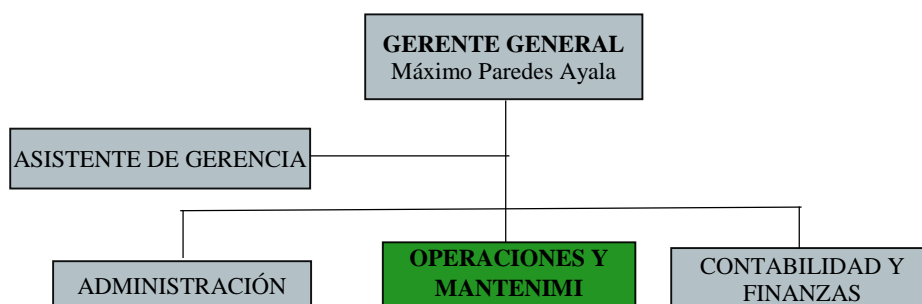 GERENTE GENERAL
Máximo Paredes Ayala
ASISTENTE DE GERENCIA
ADMINISTRACIÓN
OPERACIONES Y
MANTENIMI
CONTABILIDAD Y
FINANZAS